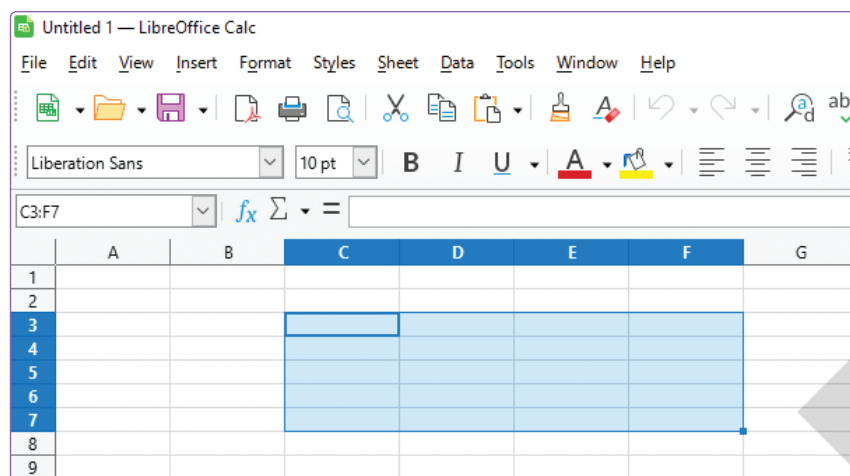 Untitled 1 — LibreOffice Calc
File Edit View Insert Format Styles Sheet Data Tools Window Help
Liberation Sans 10 pt B I U A
C3:F7 fx Σ =
A B C D E F G
1
2
3
4
5
6
7
8
9